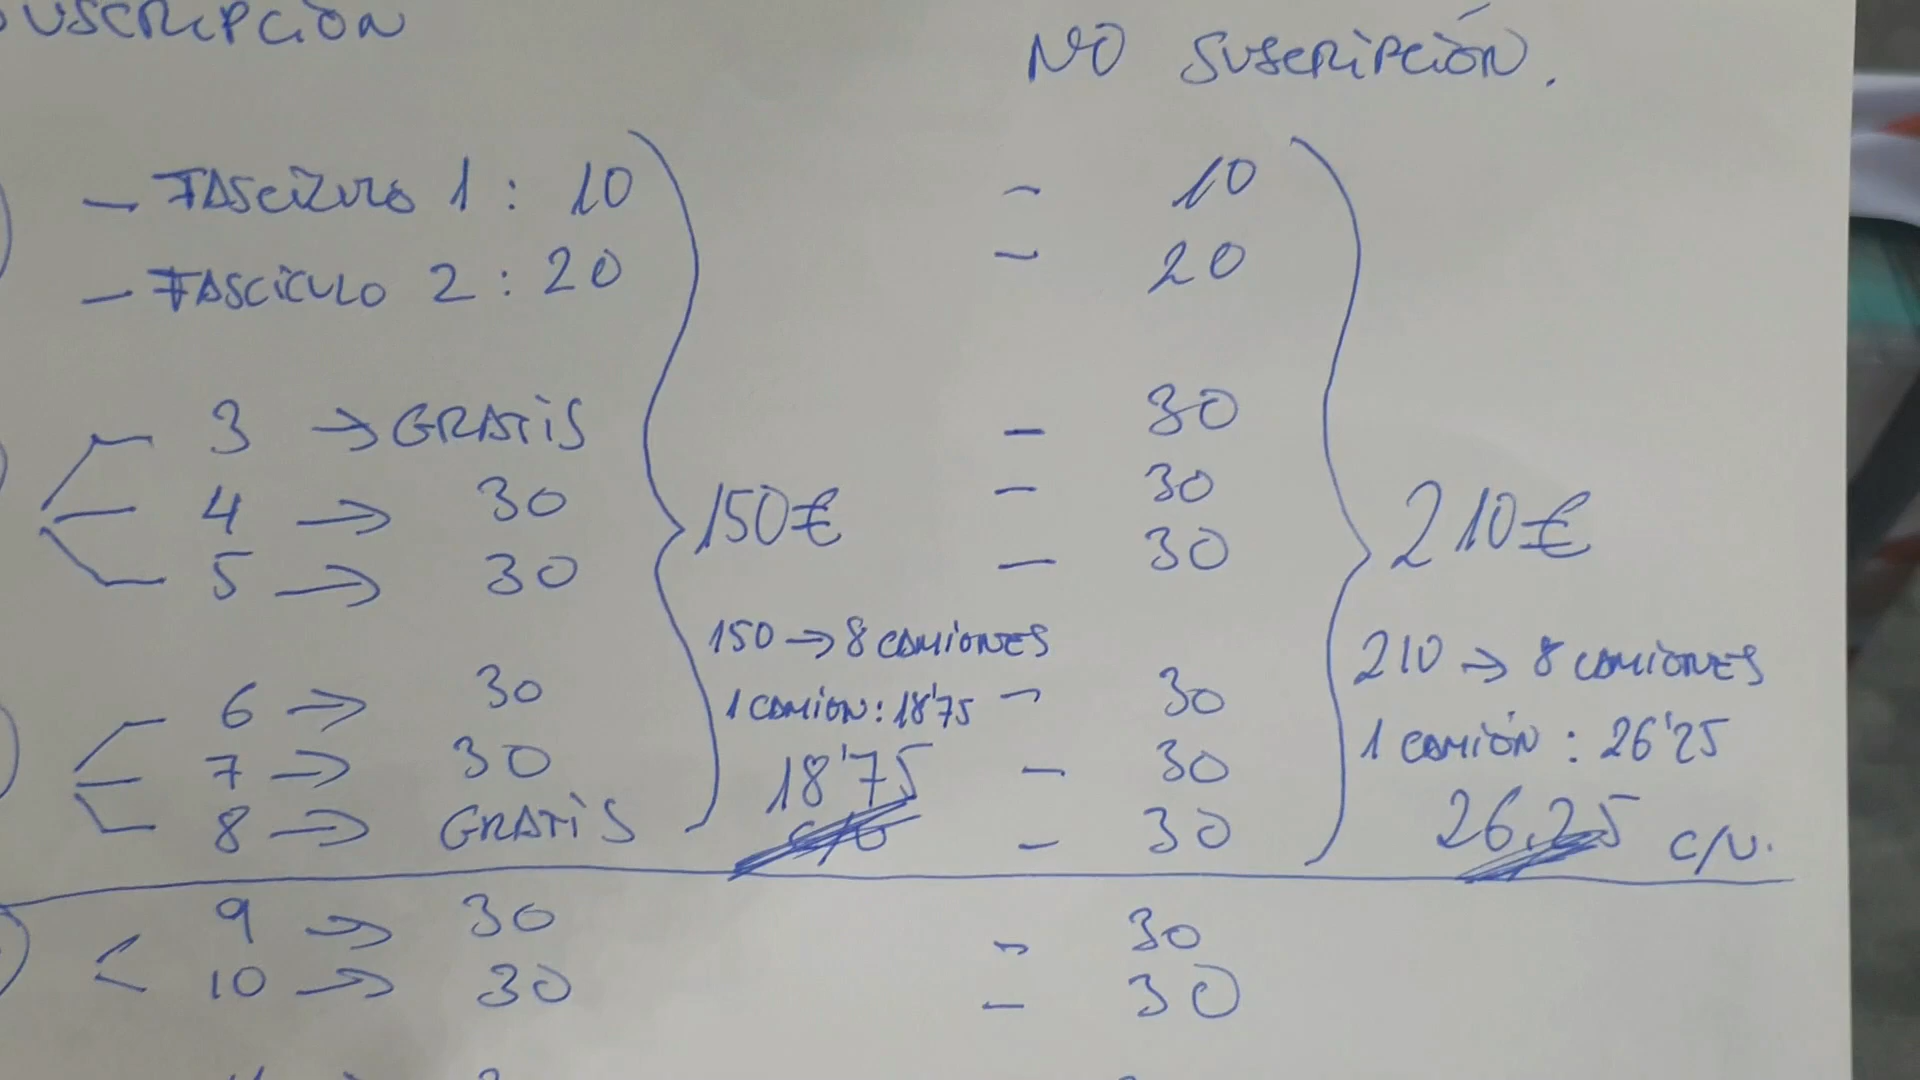 SUSCRIPCIÓN
NO SUSCRIPCIÓN.
- FASCÍCULO 1 : 10
- 10
- FASCICULO 2 : 20
- 20
3 → GRATIS
- 30
4 → 30
- 30
5 → 30
- 30
150€
210€
150 → 8 CAMIONES
1 CAMIÓN: 18'75
18'75
c/u
210 → 8 CAMIONES
1 CAMIÓN : 26'25
26.25 c/u.
6 → 30
- 30
7 → 30
- 30
8 → GRATIS
- 30
9 → 30
- 30
10 → 30
- 30